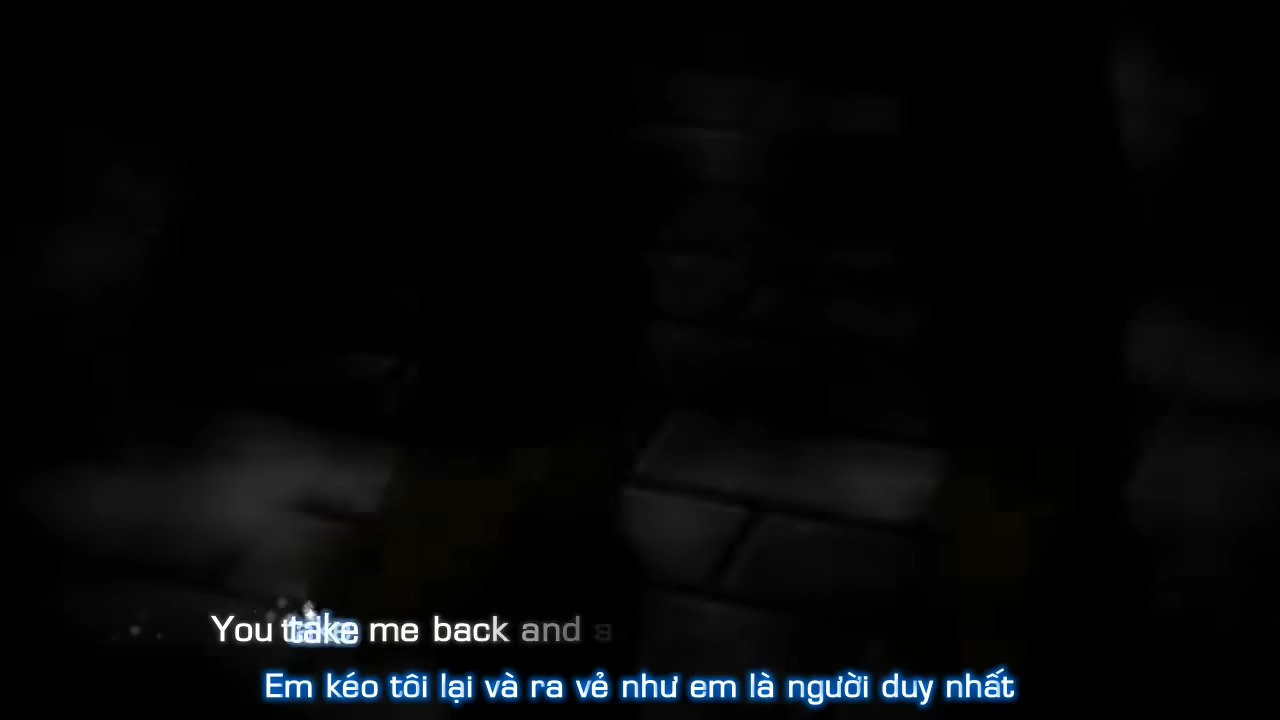 You take me back and s
Em kéo tôi lại và ra vẻ như em là người duy nhất